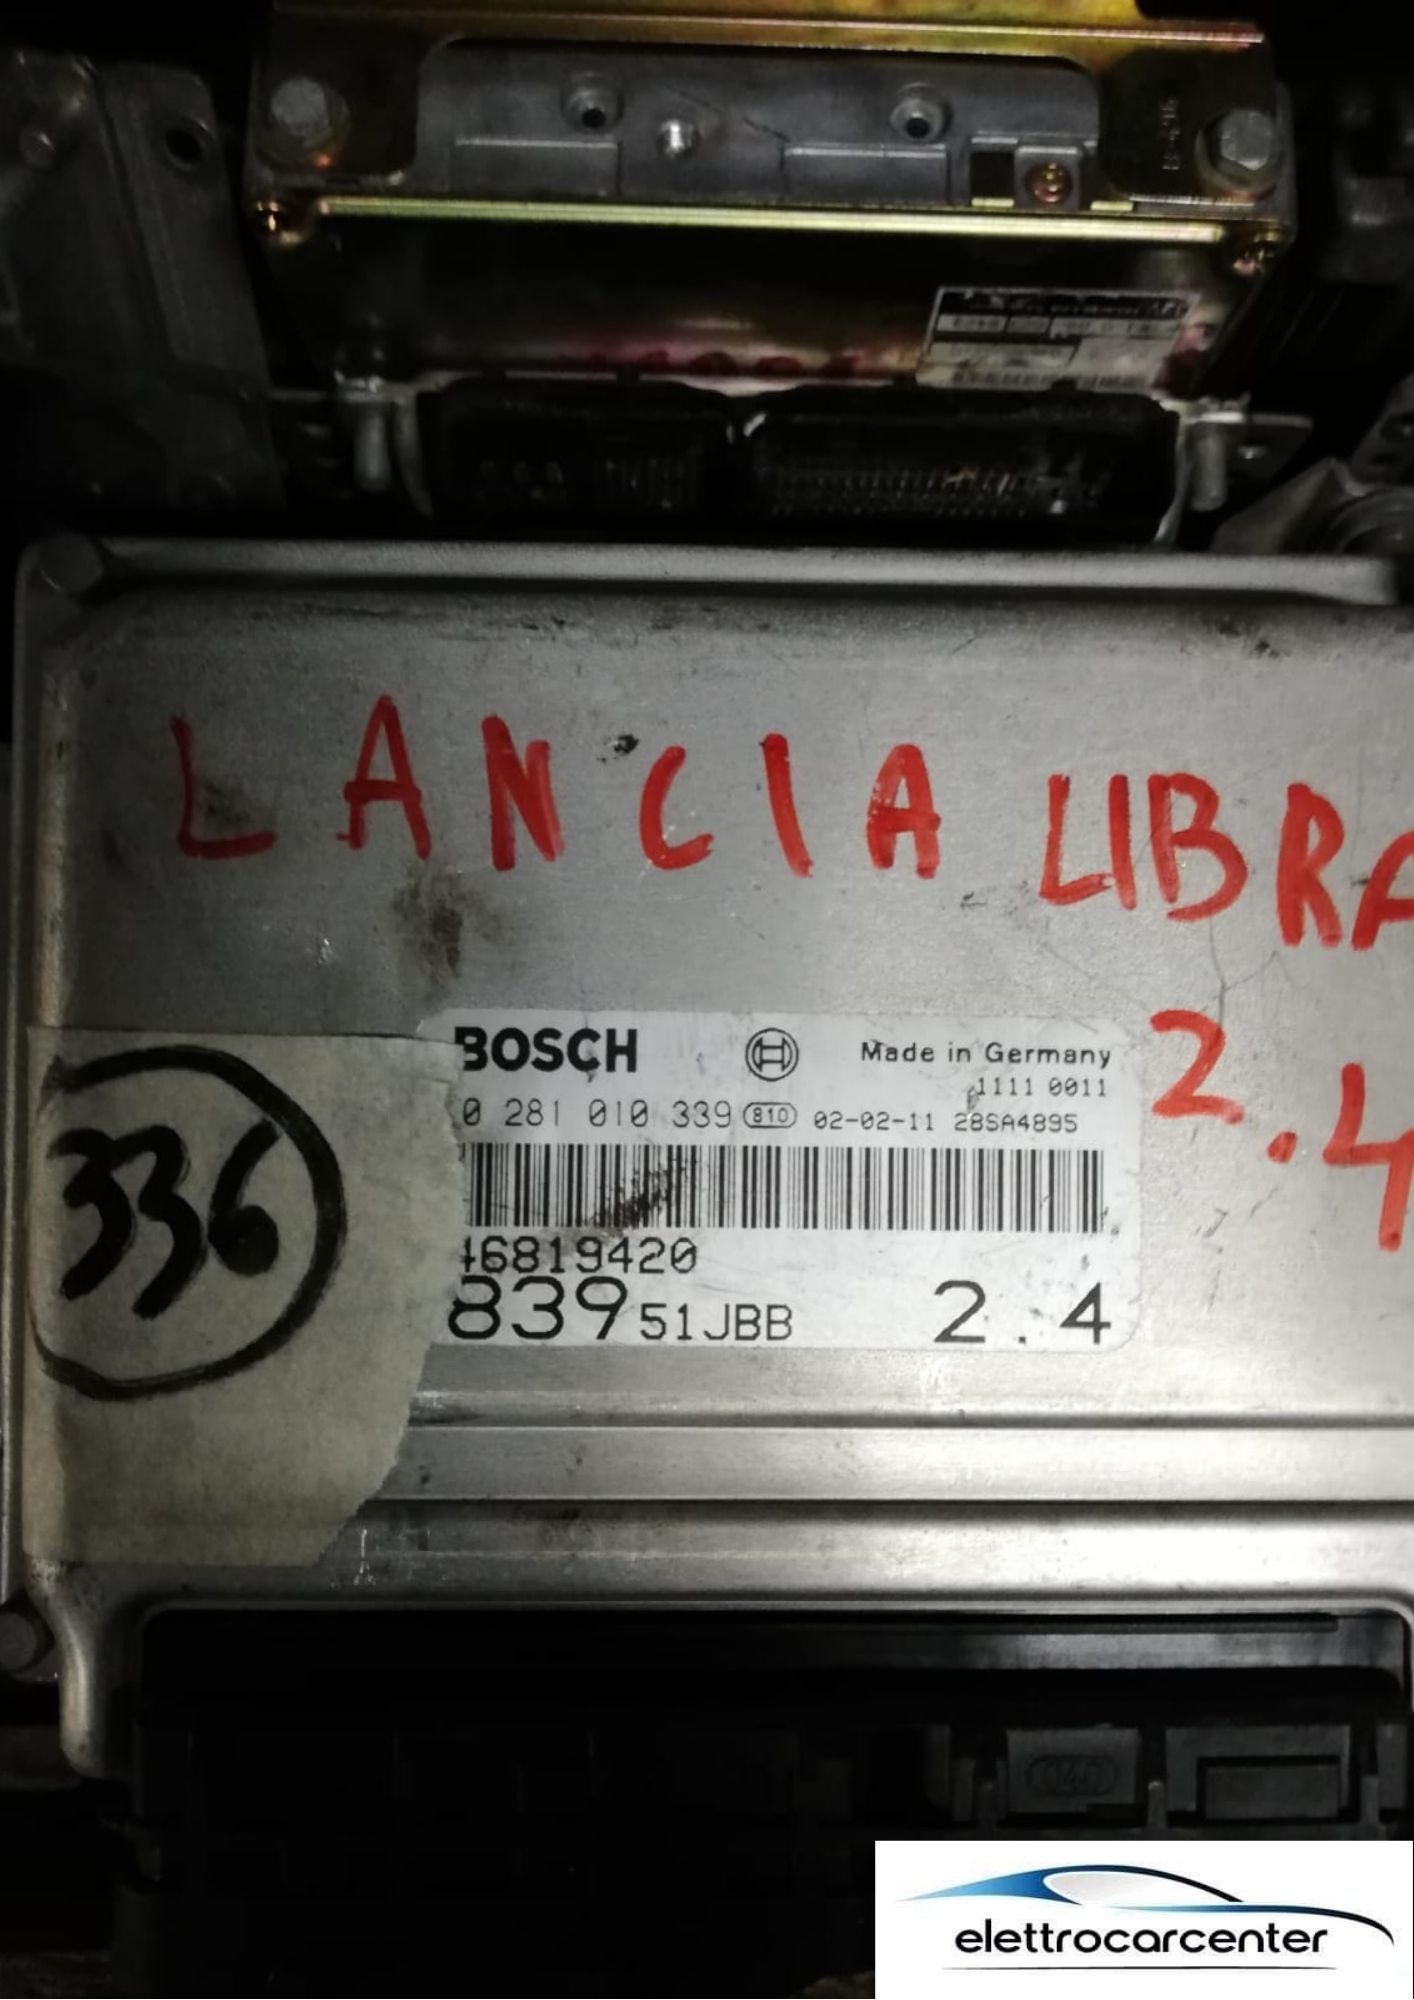 LANCIA LIBRA
2.4
BOSCH Made in Germany
1111 0011
0 281 010 339 810 02-02-11 28SA4895
46819420
839 51JBB 2.4
336
elettrocarcenter